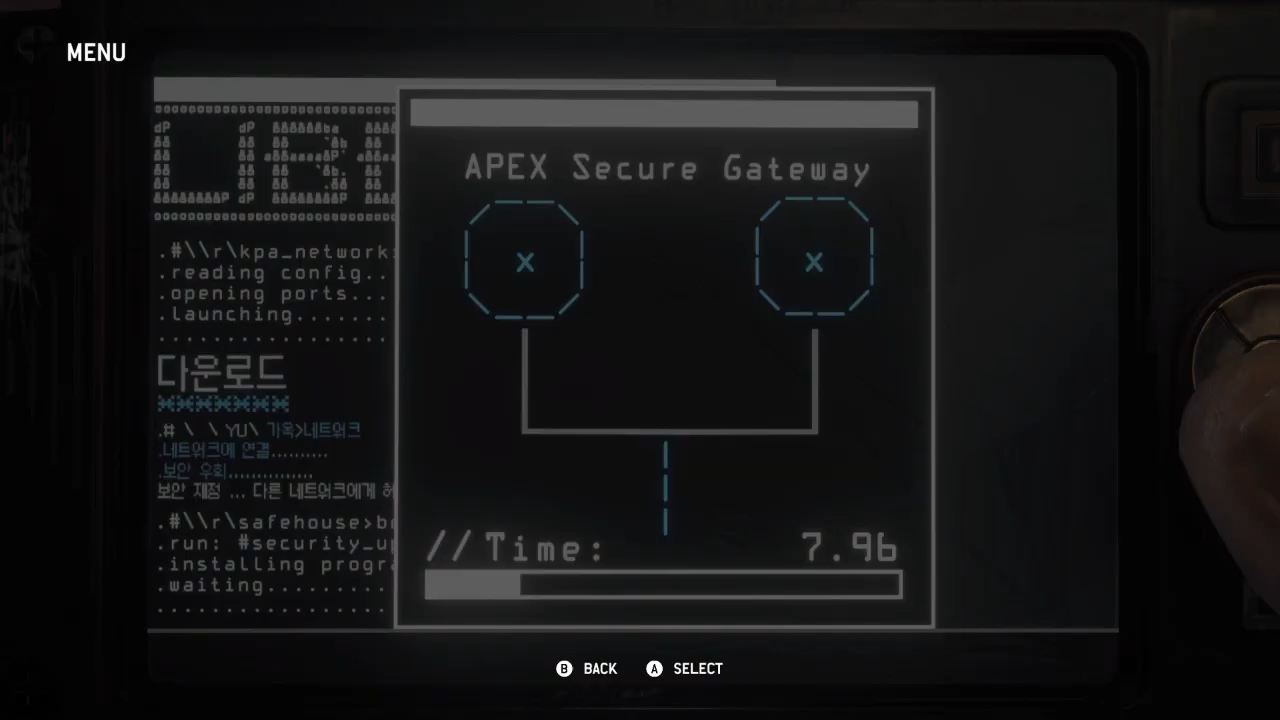 MENU
APEX Secure Gateway
x
x
.#\\r\kpa_network:
.reading config..
.opening ports...
.launching.......
다운로드
.# \ \ YU\ 가옥>네트워크
.네트워크에 연결..........
.보안 우회...............
보안 재정 ... 다른 네트워크에게 허
.#\\r\safehouse>b
.run: #security_u
.installing progr
.waiting.........
// Time: 7.96
B BACK A SELECT